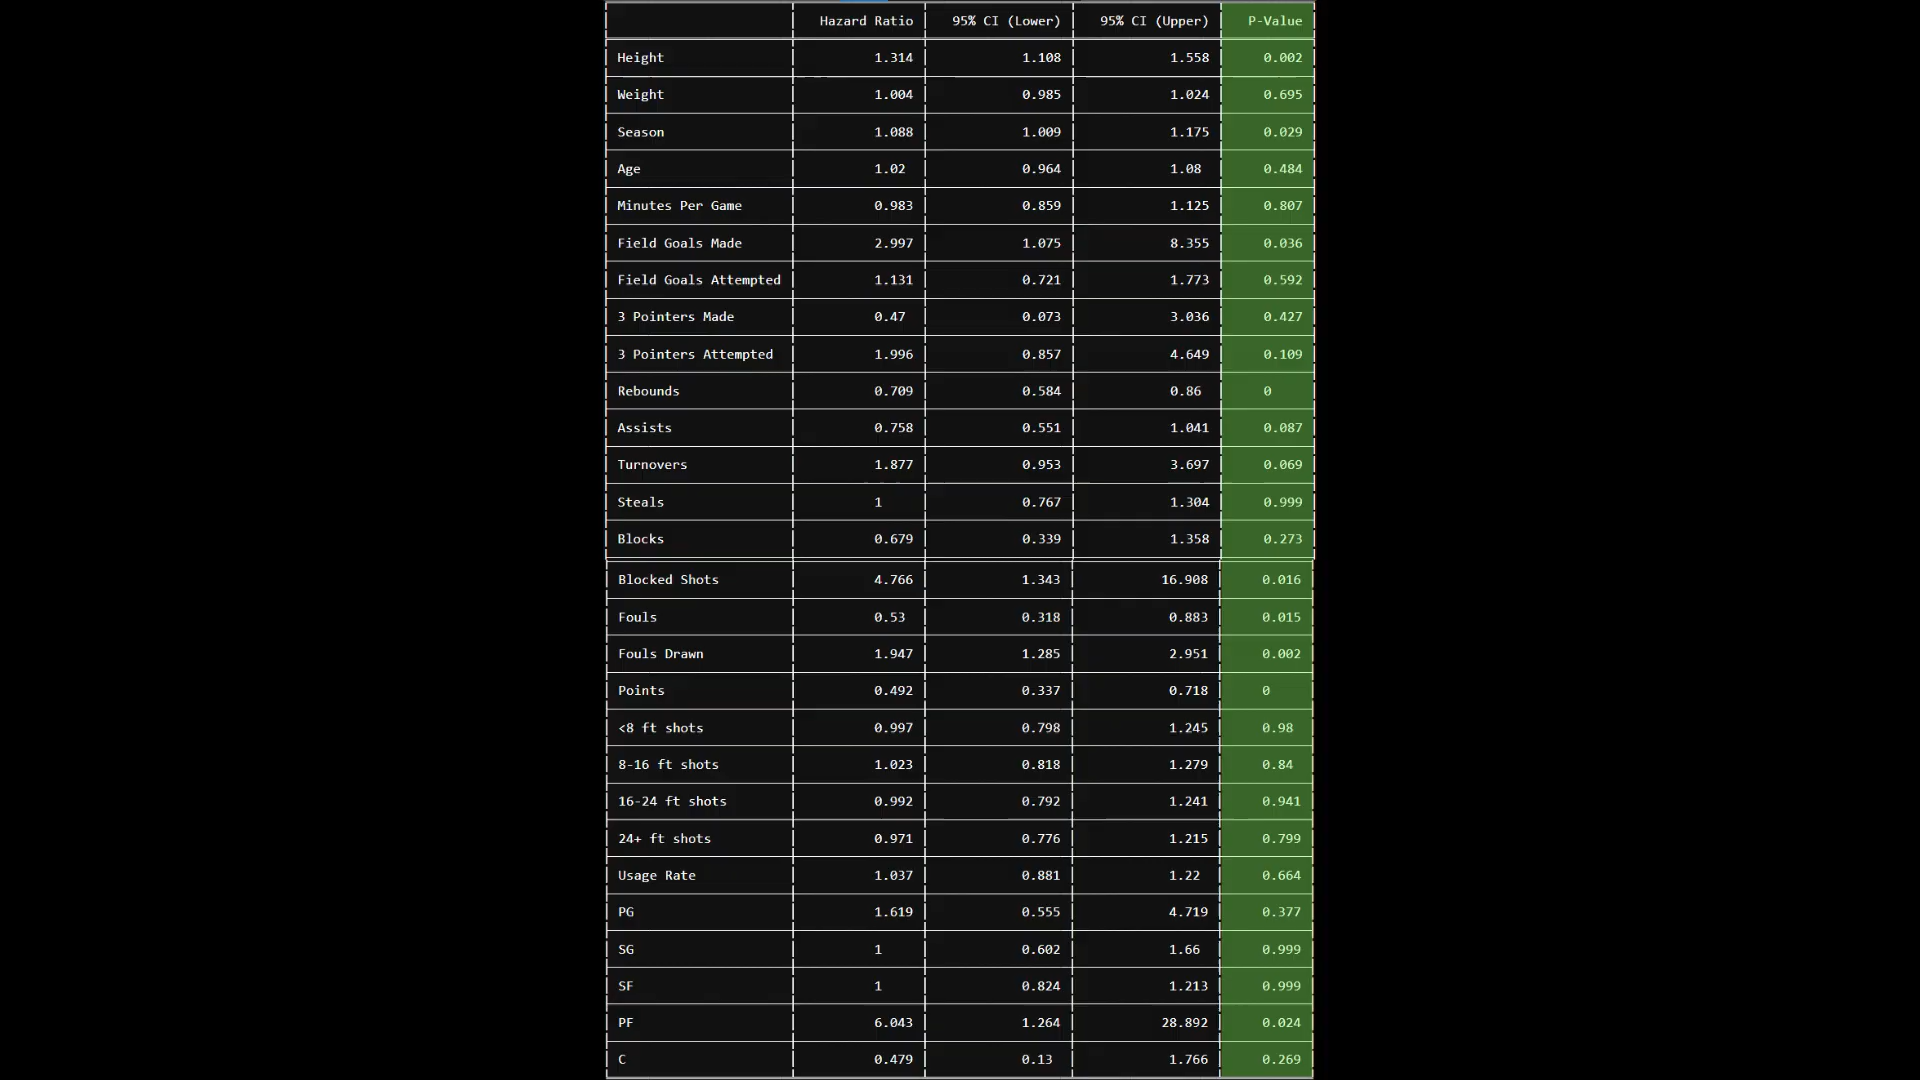 Hazard Ratio 95% CI (Lower) 95% CI (Upper) P-Value
Height 1.314 1.108 1.558 0.002
Weight 1.004 0.985 1.024 0.695
Season 1.088 1.009 1.175 0.029
Age 1.02 0.964 1.08 0.484
Minutes Per Game 0.983 0.859 1.125 0.807
Field Goals Made 2.997 1.075 8.355 0.036
Field Goals Attempted 1.131 0.721 1.773 0.592
3 Pointers Made 0.47 0.073 3.036 0.427
3 Pointers Attempted 1.996 0.857 4.649 0.109
Rebounds 0.709 0.584 0.86 0
Assists 0.758 0.551 1.041 0.087
Turnovers 1.877 0.953 3.697 0.069
Steals 1 0.767 1.304 0.999
Blocks 0.679 0.339 1.358 0.273
Blocked Shots 4.766 1.343 16.908 0.016
Fouls 0.53 0.318 0.883 0.015
Fouls Drawn 1.947 1.285 2.951 0.002
Points 0.492 0.337 0.718 0
<8 ft shots 0.997 0.798 1.245 0.98
8-16 ft shots 1.023 0.818 1.279 0.84
16-24 ft shots 0.992 0.792 1.241 0.941
24+ ft shots 0.971 0.776 1.215 0.799
Usage Rate 1.037 0.881 1.22 0.664
PG 1.619 0.555 4.719 0.377
SG 1 0.602 1.66 0.999
SF 1 0.824 1.213 0.999
PF 6.043 1.264 28.892 0.024
C 0.479 0.13 1.766 0.269